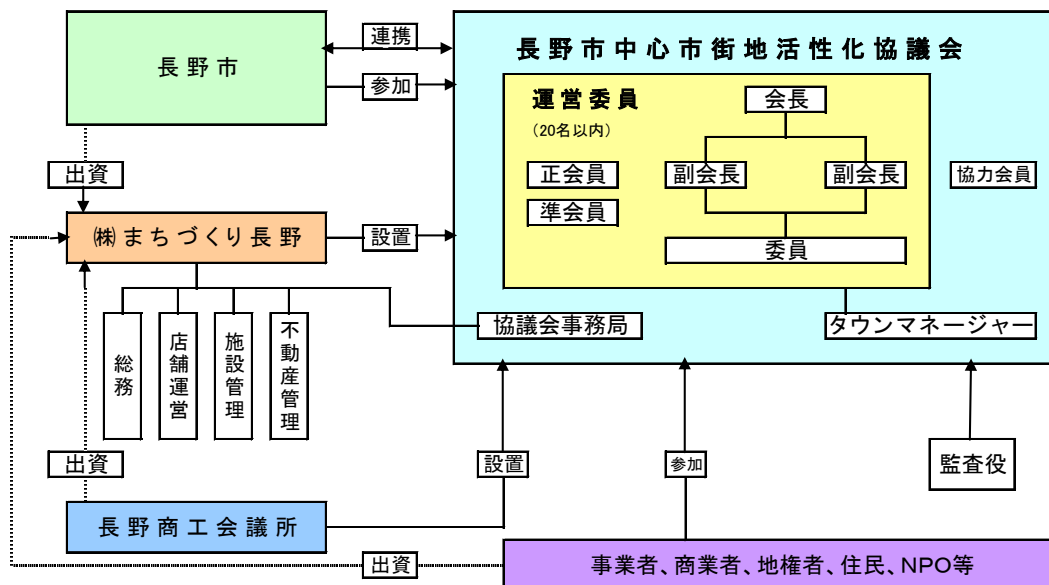 長野市
連携
参加
出資
長野市中心市街地活性化協議会
運営委員
(20名以内)
会長
副会長
副会長
正会員
準会員
委員
協力会員
㈱まちづくり長野
設置
総務
店舗運営
施設管理
不動産管理
協議会事務局
タウンマネージャー
出資
設置
参加
監査役
長野商工会議所
出資
事業者、商業者、地権者、住民、NPO等